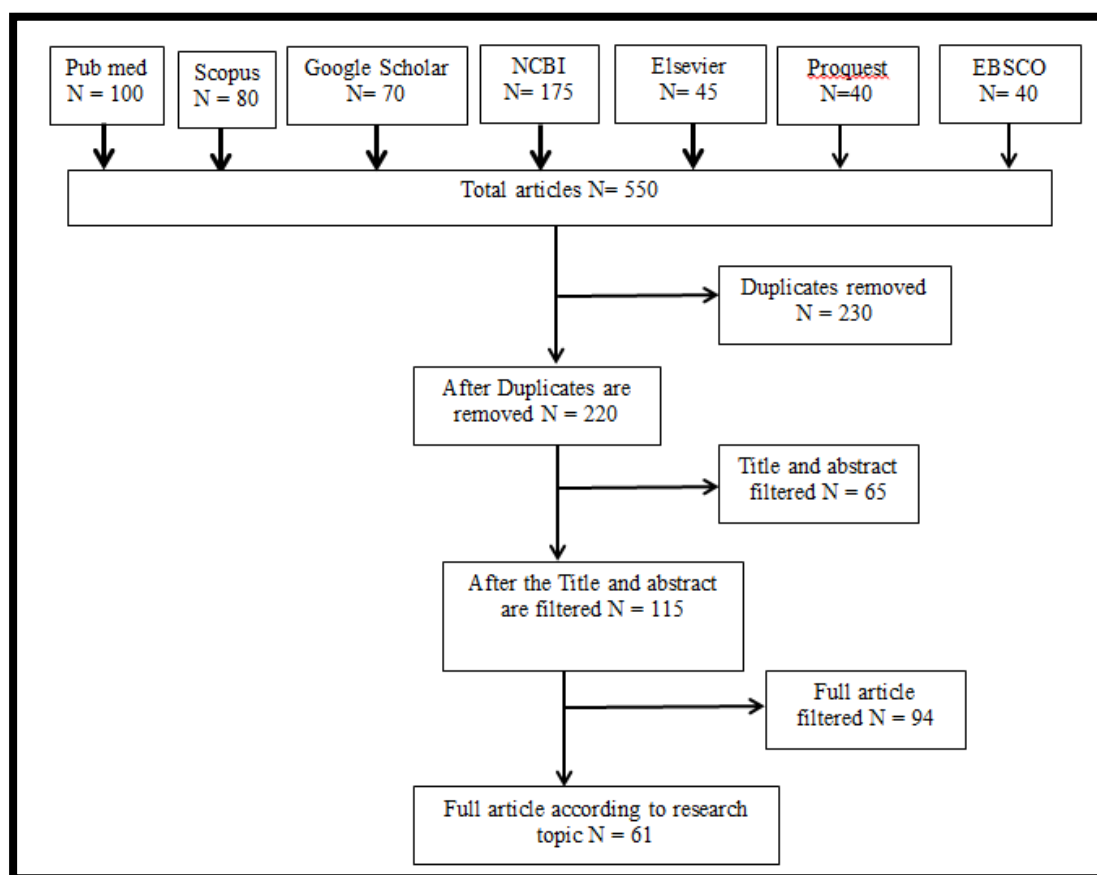 Pub med
N = 100
Scopus
N = 80
Google Scholar
N= 70
NCBI
N= 175
Elsevier
N= 45
Proquest
N=40
EBSCO
N= 40
Total articles N= 550
Duplicates removed
N = 230
After Duplicates are
removed N = 220
Title and abstract
filtered N = 65
After the Title and abstract
are filtered N = 115
Full article
filtered N = 94
Full article according to research
topic N = 61